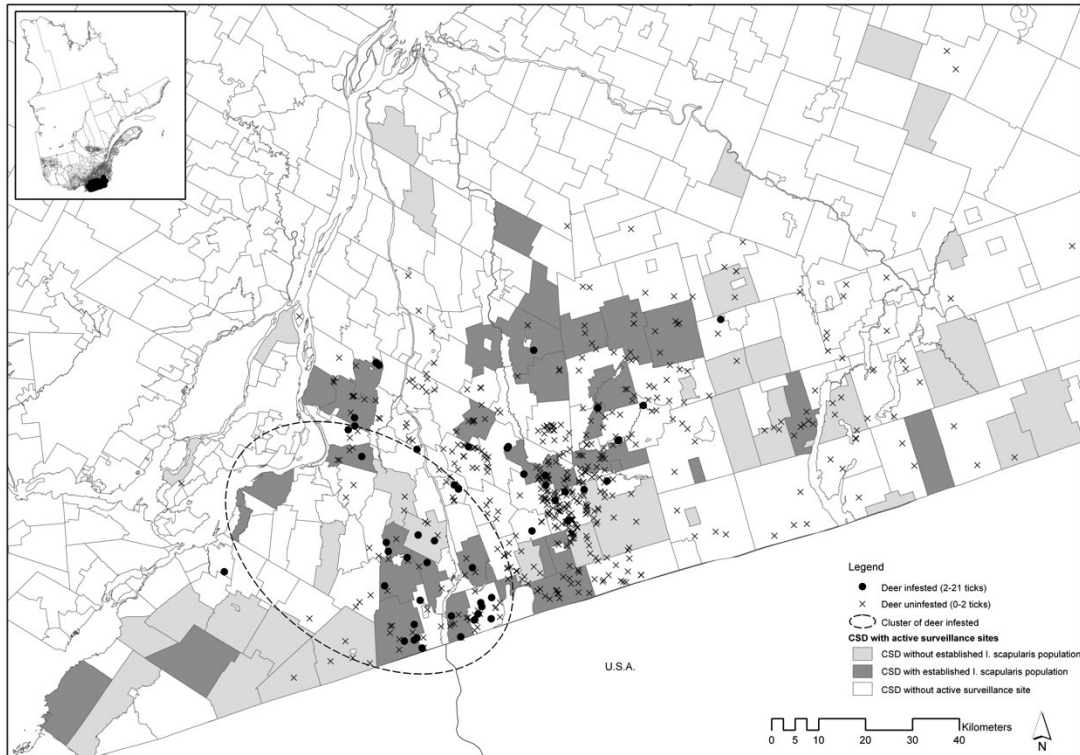 U.S.A.
Legend
Deer infested (2-21 ticks)
Deer uninfested (0-2 ticks)
Cluster of deer infested
CSD with active surveillance sites
CSD without established I. scapularis population
CSD with established I. scapularis population
CSD without active surveillance site
Kilometers
0 5 10 20 30 40
N